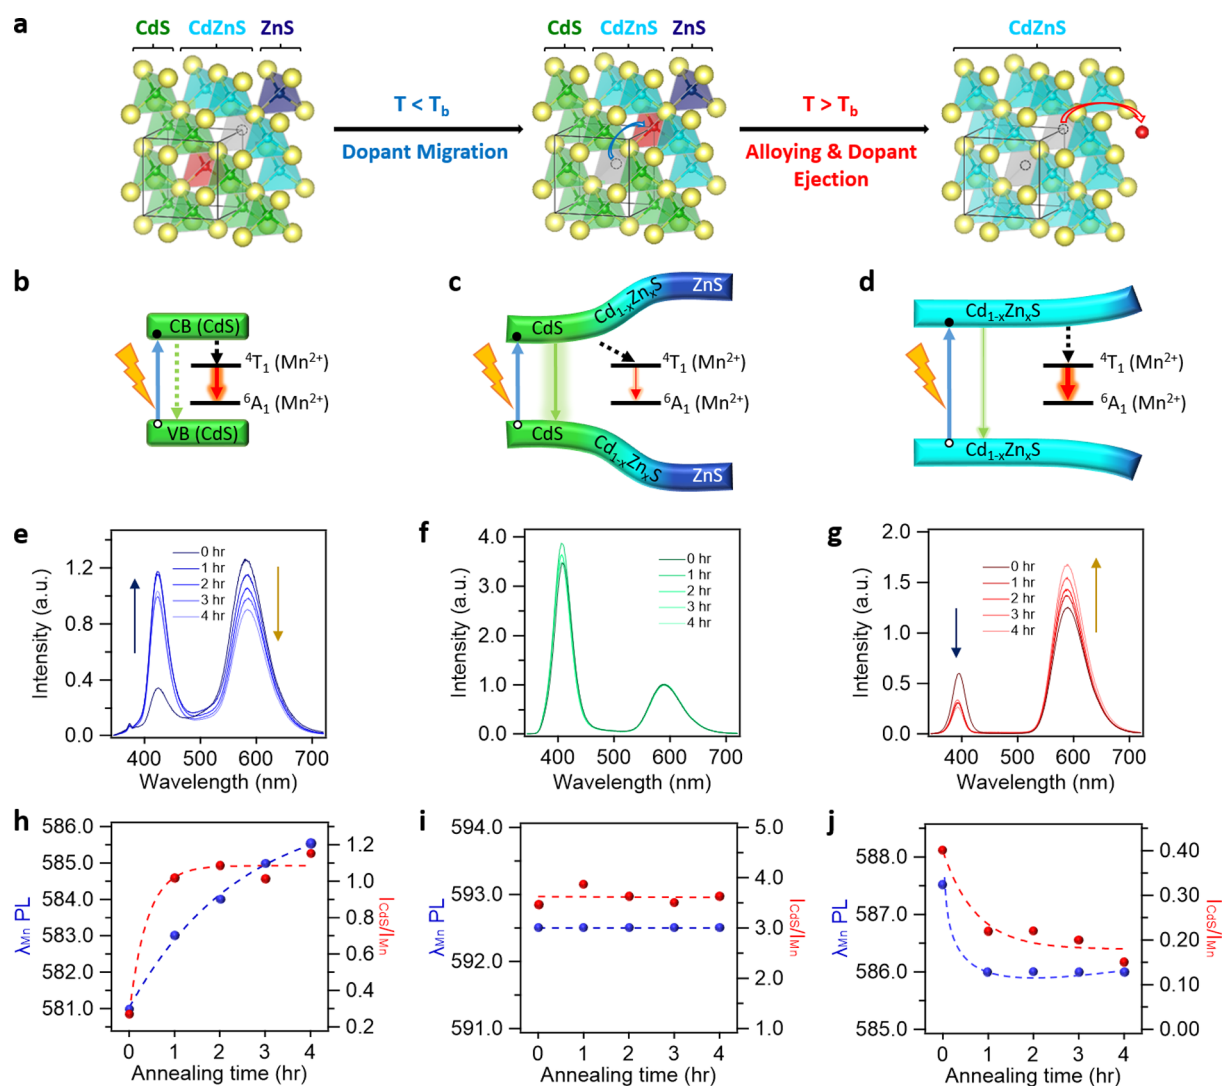 a
CdS CdZnS ZnS
CdS CdZnS ZnS
CdZnS
T < Tb
Dopant Migration
T > Tb
Alloying & Dopant
Ejection
b
CB (CdS)
⁴T₁ (Mn²⁺)
⁶A₁ (Mn²⁺)
VB (CdS)
c
ZnS
Cd₁₋ₓZnₓS
CdS
⁴T₁ (Mn²⁺)
⁶A₁ (Mn²⁺)
CdS
Cd₁₋ₓZnₓS
ZnS
d
Cd₁₋ₓZnₓS
⁴T₁ (Mn²⁺)
⁶A₁ (Mn²⁺)
Cd₁₋ₓZnₓS
e
Intensity (a.u.)
1.2
0.8
0.4
0.0
0 hr
1 hr
2 hr
3 hr
4 hr
400 500 600 700
Wavelength (nm)
f
Intensity (a.u.)
4.0
3.0
2.0
1.0
0.0
0 hr
1 hr
2 hr
3 hr
4 hr
400 500 600 700
Wavelength (nm)
g
Intensity (a.u.)
2.0
1.5
1.0
0.5
0.0
0 hr
1 hr
2 hr
3 hr
4 hr
400 500 600 700
Wavelength (nm)
h
λMn PL
586.0
585.0
584.0
583.0
582.0
581.0
1.2
1.1
1.0
0.9
0.8
0.7
0.6
0.5
0.4
0.3
0.2
ICdS/IMn
0 1 2 3 4
Annealing time (hr)
i
λMn PL
594.0
593.0
592.0
591.0
5.0
4.0
3.0
2.0
1.0
ICdS/IMn
0 1 2 3 4
Annealing time (hr)
j
λMn PL
588.0
587.0
586.0
585.0
0.40
0.30
0.20
0.10
0.00
ICdS/IMn
0 1 2 3 4
Annealing time (hr)